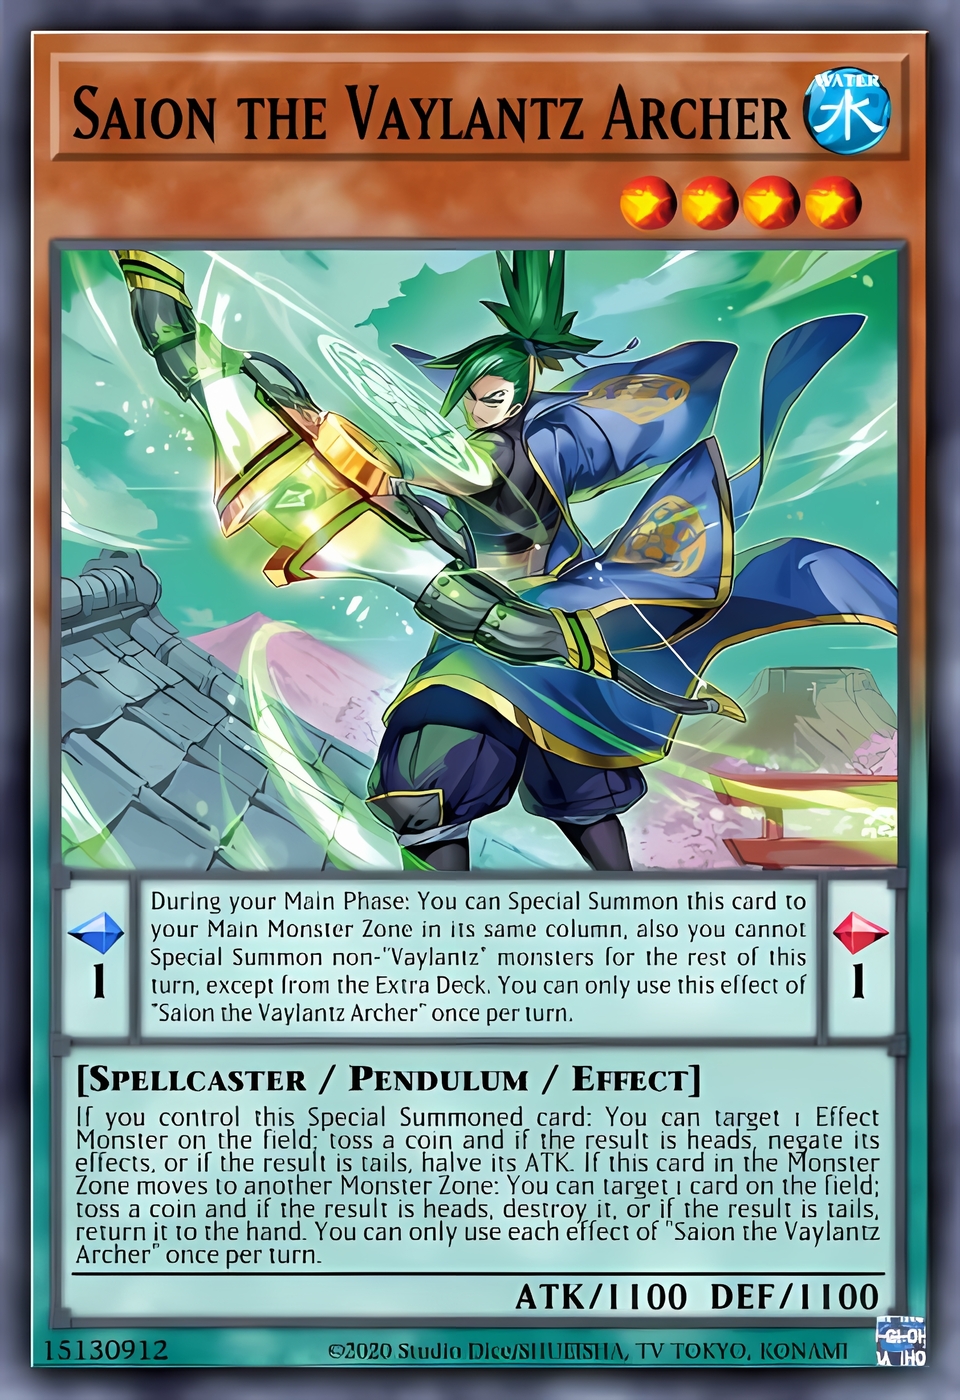 Saion the Vaylantz Archer
WATER
水
During your Main Phase: You can Special Summon this card to
your Main Monster Zone in its same column, also you cannot
Special Summon non-"Vaylantz" monsters for the rest of this
turn, except from the Extra Deck. You can only use this effect of
"Saion the Vaylantz Archer" once per turn.
1
1
[Spellcaster / Pendulum / Effect]
If you control this Special Summoned card: You can target 1 Effect
Monster on the field; toss a coin and if the result is heads, negate its
effects, or if the result is tails, halve its ATK. If this card in the Monster
Zone moves to another Monster Zone: You can target 1 card on the field;
toss a coin and if the result is heads, destroy it, or if the result is tails,
return it to the hand. You can only use each effect of "Saion the Vaylantz
Archer" once per turn.
ATK/1100 DEF/1100
15130912
©2020 Studio Dice/SHUEISHA, TV TOKYO, KONAMI